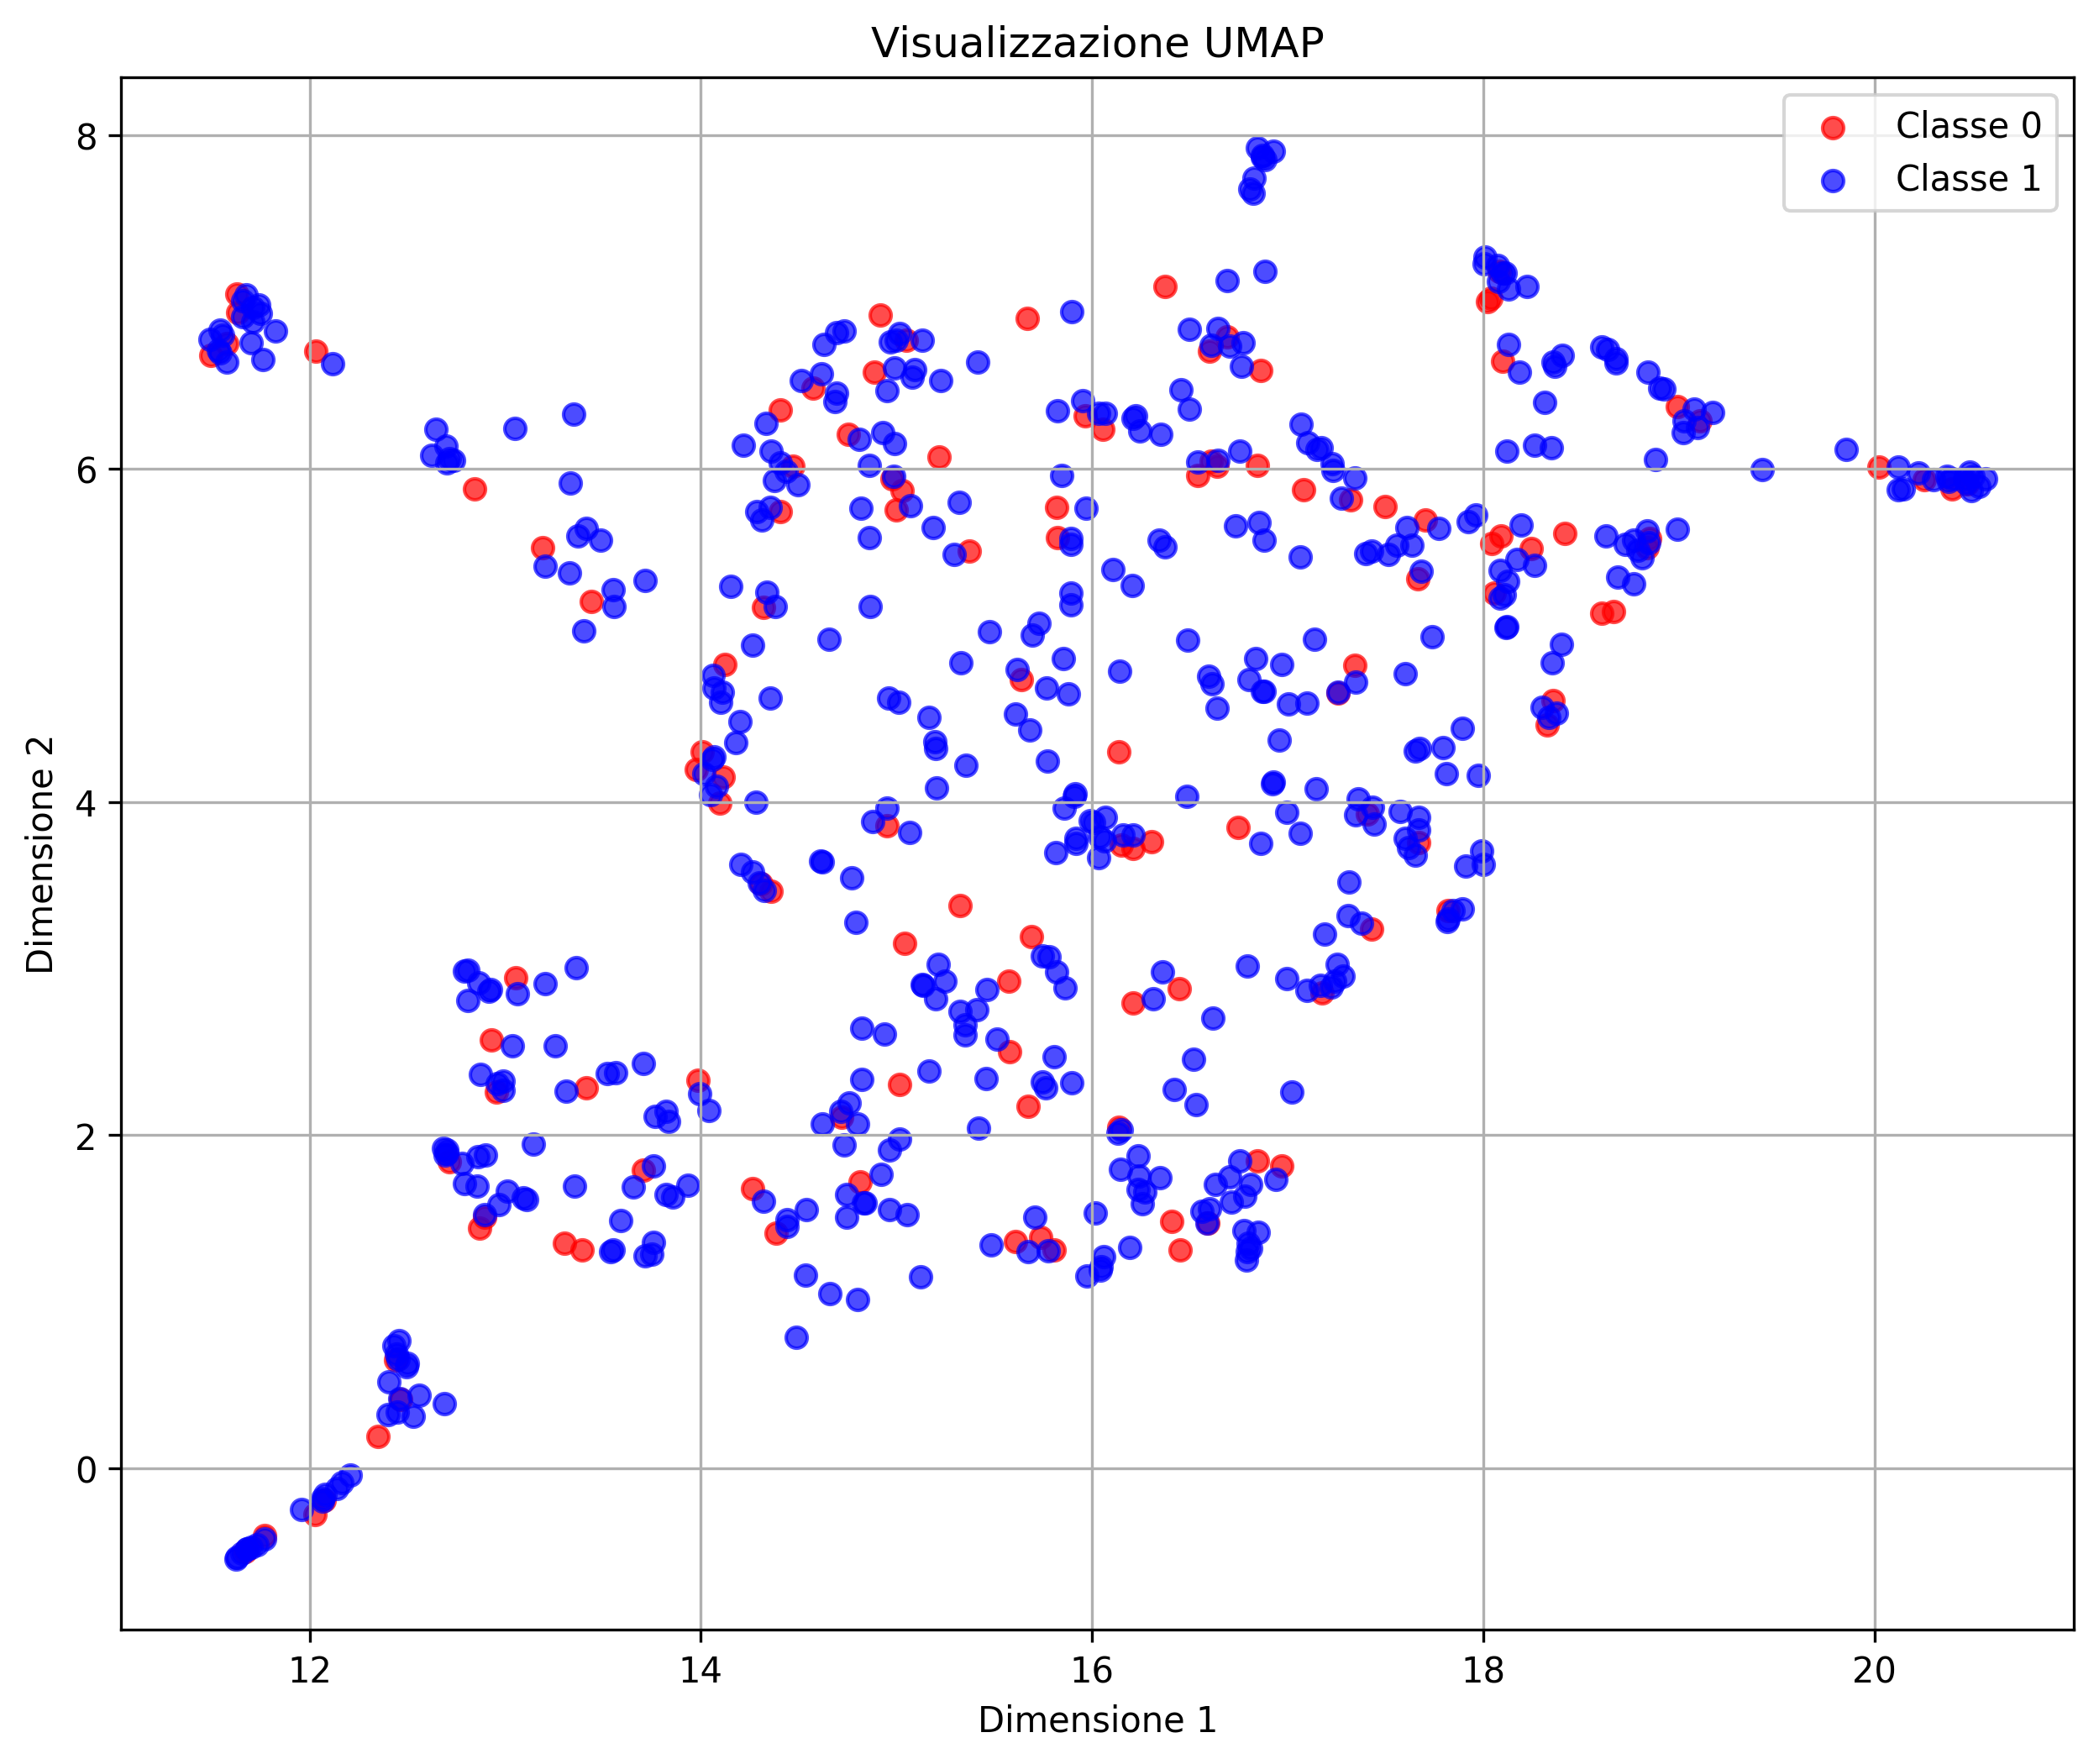 Visualizzazione UMAP
Classe 0
Classe 1
8
6
4
2
0
Dimensione 2
12 14 16 18 20
Dimensione 1